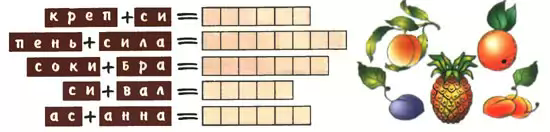 креп + си =
пень + сила =
соки + бра =
си + вал =
ас + анна =